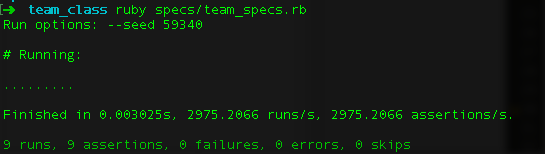 [→ team_class ruby specs/team_specs.rb
Run options: --seed 59340
# Running:
.........
Finished in 0.003025s, 2975.2066 runs/s, 2975.2066 assertions/s.
9 runs, 9 assertions, 0 failures, 0 errors, 0 skips